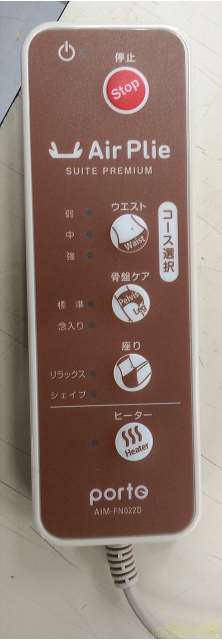 停止
Stop
Air Plie
SUITE PREMIUM
コース選択
ウエスト
弱
中
強
Waist
骨盤ケア
標準
念入り
Pelvis
Leg
座り
リラックス
シェイプ
ヒーター
Heater
porto
AIM-FN022D